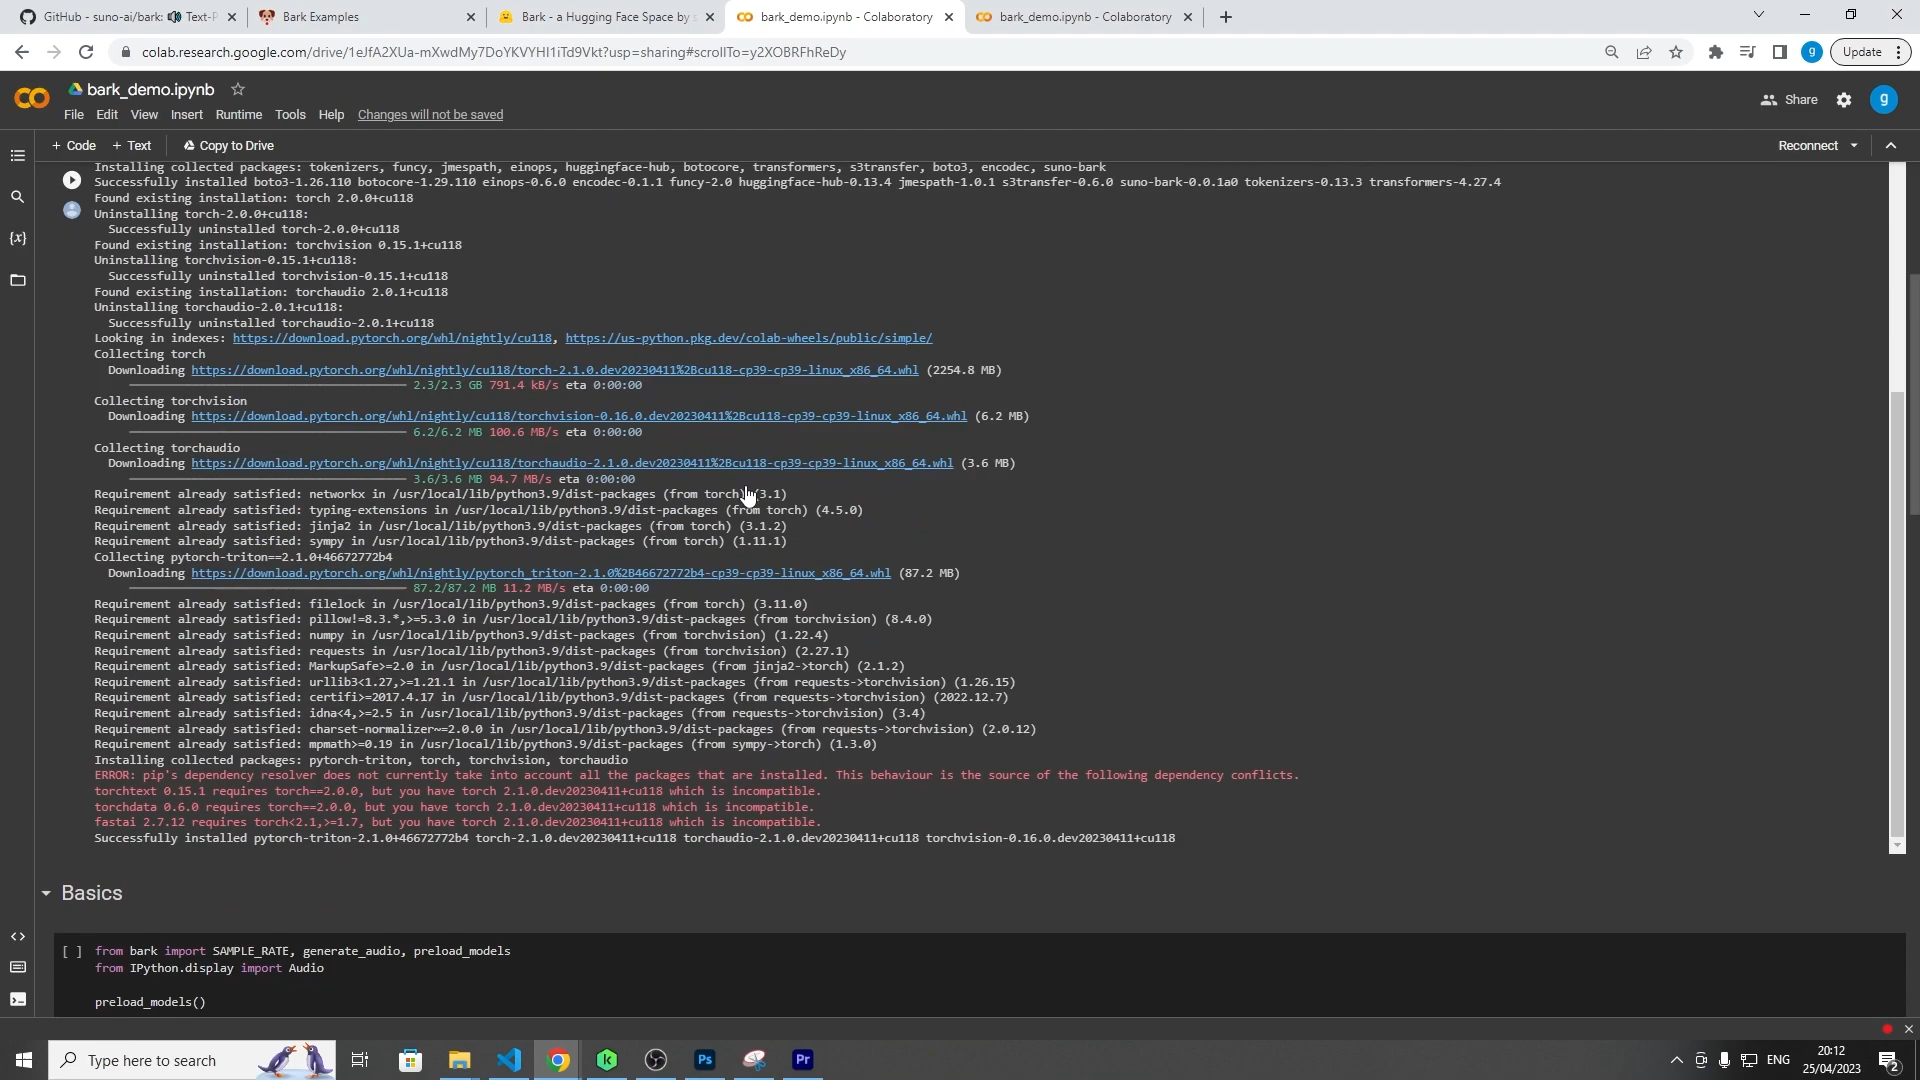 GitHub - suno-ai/bark: 🔊 Text-P
Bark Examples
Bark - a Hugging Face Space by s
bark_demo.ipynb - Colaboratory
bark_demo.ipynb - Colaboratory
colab.research.google.com/drive/1eJfA2XUa-mXwdMy7DoYKVYHI1iTd9Vkt?usp=sharing#scrollTo=y2XOBRFhReDy
g
Update
bark_demo.ipynb
File Edit View Insert Runtime Tools Help Changes will not be saved
Share
g
+ Code + Text Copy to Drive
Reconnect
Installing collected packages: tokenizers, funcy, jmespath, einops, huggingface-hub, botocore, transformers, s3transfer, boto3, encodec, suno-bark
Successfully installed boto3-1.26.110 botocore-1.29.110 einops-0.6.0 encodec-0.1.1 funcy-2.0 huggingface-hub-0.13.4 jmespath-1.0.1 s3transfer-0.6.0 suno-bark-0.0.1a0 tokenizers-0.13.3 transformers-4.27.4
Found existing installation: torch 2.0.0+cu118
Uninstalling torch-2.0.0+cu118:
Successfully uninstalled torch-2.0.0+cu118
Found existing installation: torchvision 0.15.1+cu118
Uninstalling torchvision-0.15.1+cu118:
Successfully uninstalled torchvision-0.15.1+cu118
Found existing installation: torchaudio 2.0.1+cu118
Uninstalling torchaudio-2.0.1+cu118:
Successfully uninstalled torchaudio-2.0.1+cu118
Looking in indexes: https://download.pytorch.org/whl/nightly/cu118, https://us-python.pkg.dev/colab-wheels/public/simple/
Collecting torch
Downloading https://download.pytorch.org/whl/nightly/cu118/torch-2.1.0.dev20230411%2Bcu118-cp39-cp39-linux_x86_64.whl (2254.8 MB)
2.3/2.3 GB 791.4 kB/s eta 0:00:00
Collecting torchvision
Downloading https://download.pytorch.org/whl/nightly/cu118/torchvision-0.16.0.dev20230411%2Bcu118-cp39-cp39-linux_x86_64.whl (6.2 MB)
6.2/6.2 MB 100.6 MB/s eta 0:00:00
Collecting torchaudio
Downloading https://download.pytorch.org/whl/nightly/cu118/torchaudio-2.1.0.dev20230411%2Bcu118-cp39-cp39-linux_x86_64.whl (3.6 MB)
3.6/3.6 MB 94.7 MB/s eta 0:00:00
Requirement already satisfied: networkx in /usr/local/lib/python3.9/dist-packages (from torch) (3.1)
Requirement already satisfied: typing-extensions in /usr/local/lib/python3.9/dist-packages (from torch) (4.5.0)
Requirement already satisfied: jinja2 in /usr/local/lib/python3.9/dist-packages (from torch) (3.1.2)
Requirement already satisfied: sympy in /usr/local/lib/python3.9/dist-packages (from torch) (1.11.1)
Collecting pytorch-triton==2.1.0+46672772b4
Downloading https://download.pytorch.org/whl/nightly/pytorch_triton-2.1.0%2B46672772b4-cp39-cp39-linux_x86_64.whl (87.2 MB)
87.2/87.2 MB 11.2 MB/s eta 0:00:00
Requirement already satisfied: filelock in /usr/local/lib/python3.9/dist-packages (from torch) (3.11.0)
Requirement already satisfied: pillow!=8.3.*,>=5.3.0 in /usr/local/lib/python3.9/dist-packages (from torchvision) (8.4.0)
Requirement already satisfied: numpy in /usr/local/lib/python3.9/dist-packages (from torchvision) (1.22.4)
Requirement already satisfied: requests in /usr/local/lib/python3.9/dist-packages (from torchvision) (2.27.1)
Requirement already satisfied: MarkupSafe>=2.0 in /usr/local/lib/python3.9/dist-packages (from jinja2->torch) (2.1.2)
Requirement already satisfied: urllib3<1.27,>=1.21.1 in /usr/local/lib/python3.9/dist-packages (from requests->torchvision) (1.26.15)
Requirement already satisfied: certifi>=2017.4.17 in /usr/local/lib/python3.9/dist-packages (from requests->torchvision) (2022.12.7)
Requirement already satisfied: idna<4,>=2.5 in /usr/local/lib/python3.9/dist-packages (from requests->torchvision) (3.4)
Requirement already satisfied: charset-normalizer~=2.0.0 in /usr/local/lib/python3.9/dist-packages (from requests->torchvision) (2.0.12)
Requirement already satisfied: mpmath>=0.19 in /usr/local/lib/python3.9/dist-packages (from sympy->torch) (1.3.0)
Installing collected packages: pytorch-triton, torch, torchvision, torchaudio
ERROR: pip's dependency resolver does not currently take into account all the packages that are installed. This behaviour is the source of the following dependency conflicts.
torchtext 0.15.1 requires torch==2.0.0, but you have torch 2.1.0.dev20230411+cu118 which is incompatible.
torchdata 0.6.0 requires torch==2.0.0, but you have torch 2.1.0.dev20230411+cu118 which is incompatible.
fastai 2.7.12 requires torch<2.1,>=1.7, but you have torch 2.1.0.dev20230411+cu118 which is incompatible.
Successfully installed pytorch-triton-2.1.0+46672772b4 torch-2.1.0.dev20230411+cu118 torchaudio-2.1.0.dev20230411+cu118 torchvision-0.16.0.dev20230411+cu118
Basics
[ ] from bark import SAMPLE_RATE, generate_audio, preload_models
from IPython.display import Audio
preload_models()
Type here to search
Ps
Pr
ENG
20:12
25/04/2023
2